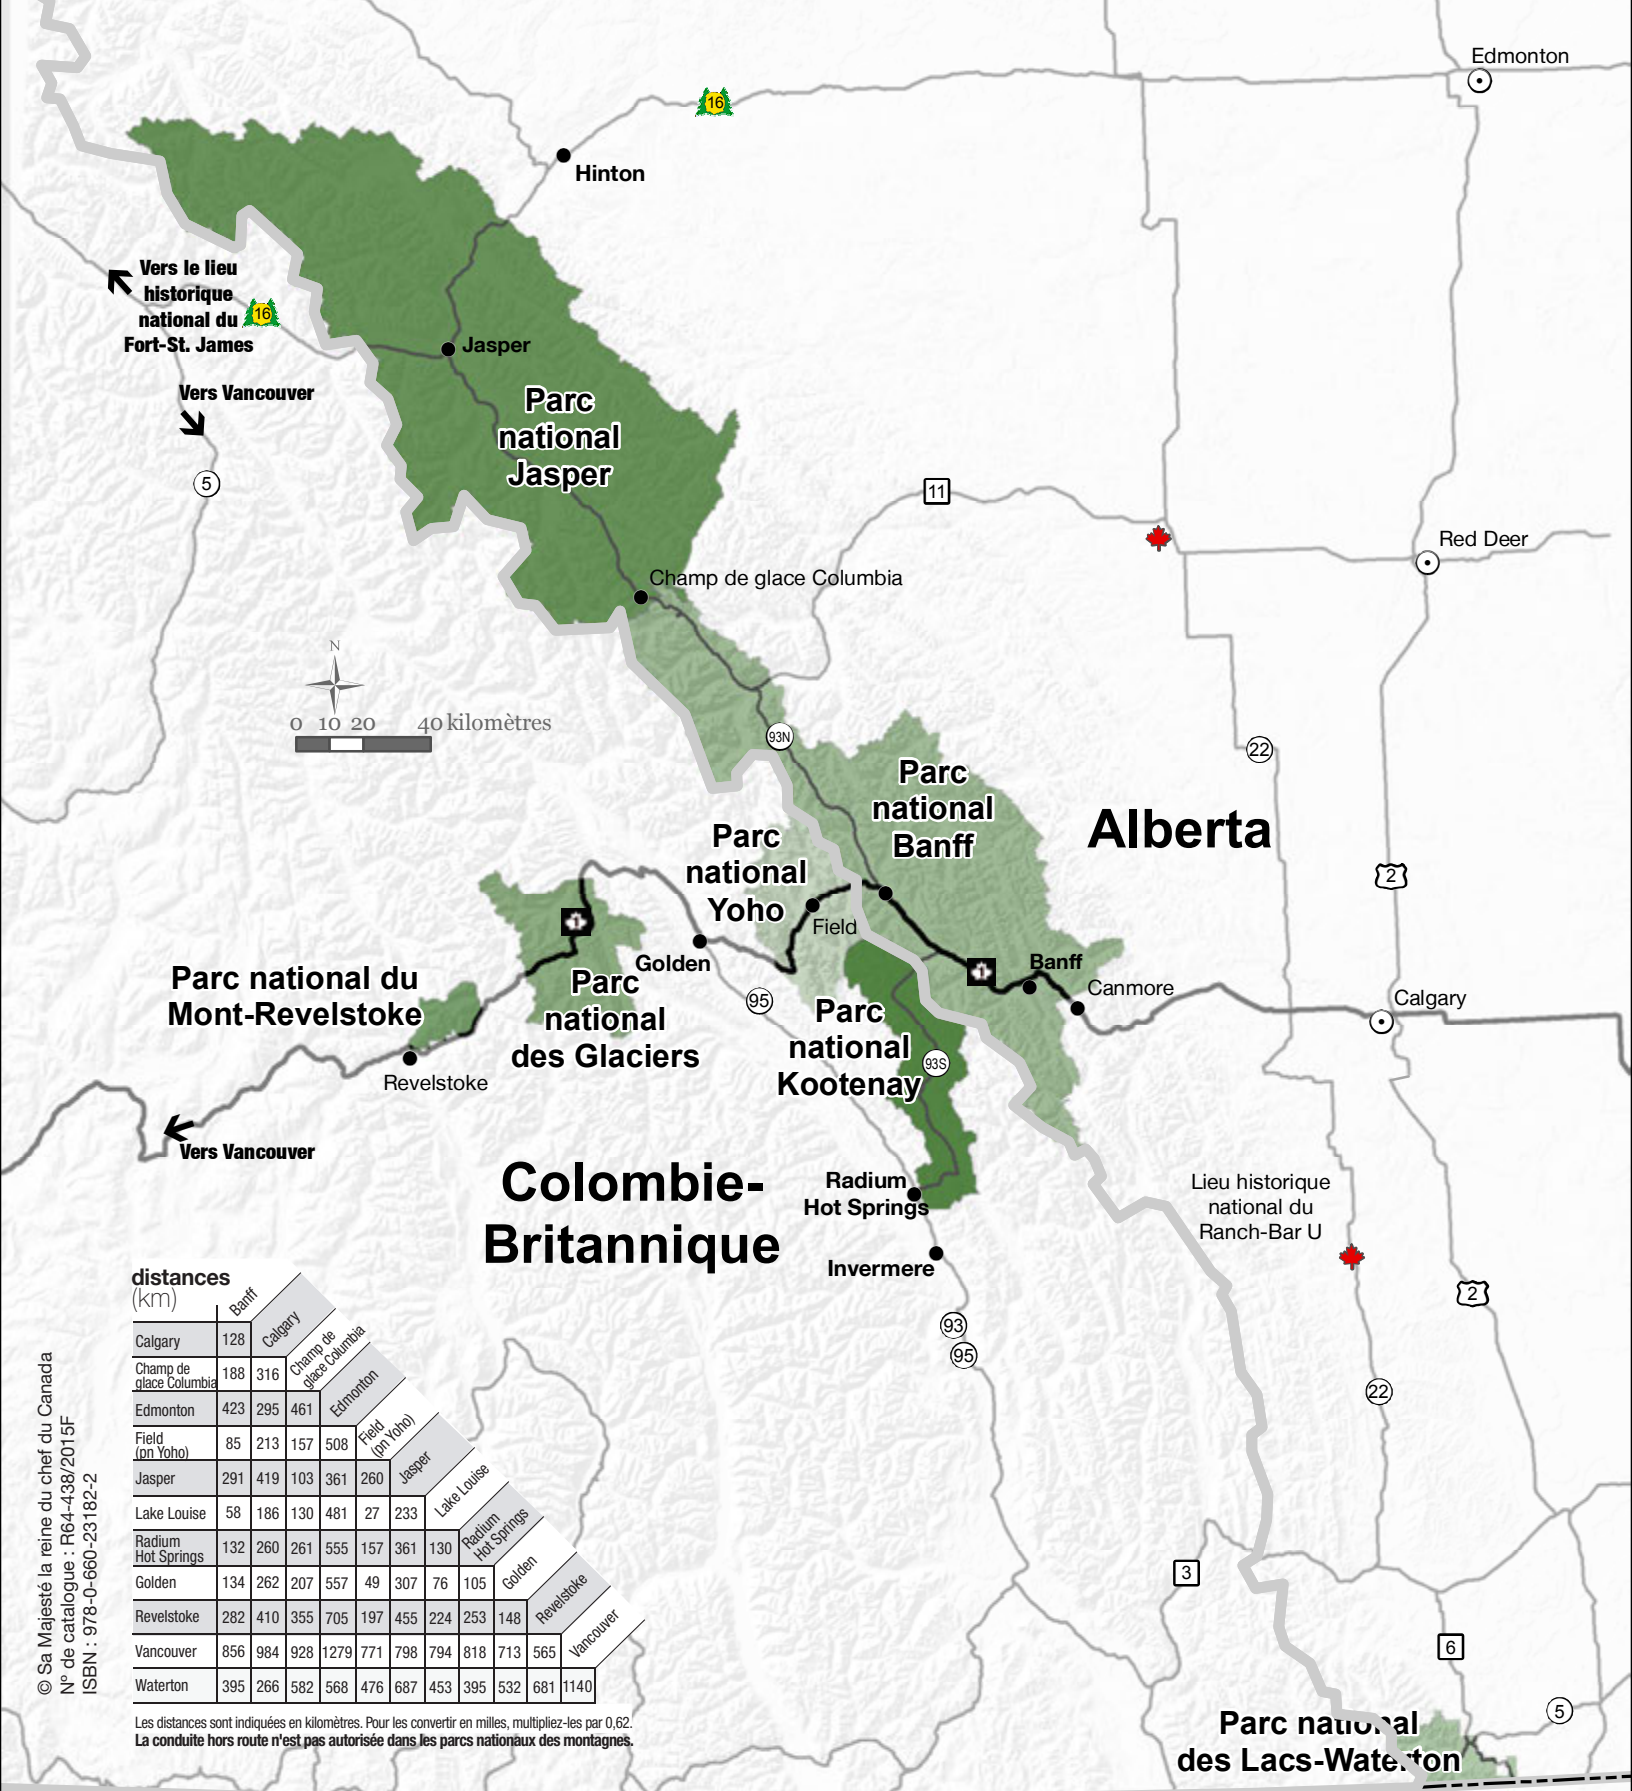 Edmonton
16
Hinton
Vers le lieu
historique
national du
Fort-St. James
16
Jasper
Vers Vancouver
Parc
national
Jasper
5
11
Red Deer
Champ de glace Columbia
N
0 10 20 40 kilomètres
93N
22
Parc
national
Banff
Alberta
Parc
national
Yoho
2
1
Field
Golden
Banff
1
Canmore
Parc national du
Mont-Revelstoke
Parc
national
des Glaciers
95
Calgary
Parc
national
Kootenay
93S
Revelstoke
Vers Vancouver
Colombie-
Britannique
Radium
Hot Springs
Lieu historique
national du
Ranch-Bar U
Invermere
2
93
95
22
3
6
5
Parc national
des Lacs-Waterton
distances
(km)
Banff
Calgary 128 Calgary
Champ de
glace Columbia 188 316 Champ de
glace Columbia
Edmonton 423 295 461 Edmonton
Field
(pn Yoho) 85 213 157 508 Field
(pn Yoho)
Jasper 291 419 103 361 260 Jasper
Lake Louise 58 186 130 481 27 233 Lake Louise
Radium
Hot Springs 132 260 261 555 157 361 130 Radium
Hot Springs
Golden 134 262 207 557 49 307 76 105 Golden
Revelstoke 282 410 355 705 197 455 224 253 148 Revelstoke
Vancouver 856 984 928 1279 771 798 794 818 713 565 Vancouver
Waterton 395 266 582 568 476 687 453 395 532 681 1140
Les distances sont indiquées en kilomètres. Pour les convertir en milles, multipliez-les par 0,62.
La conduite hors route n'est pas autorisée dans les parcs nationaux des montagnes.
© Sa Majesté la reine du chef du Canada
Nº de catalogue : R64-438/2015F
ISBN : 978-0-660-23182-2